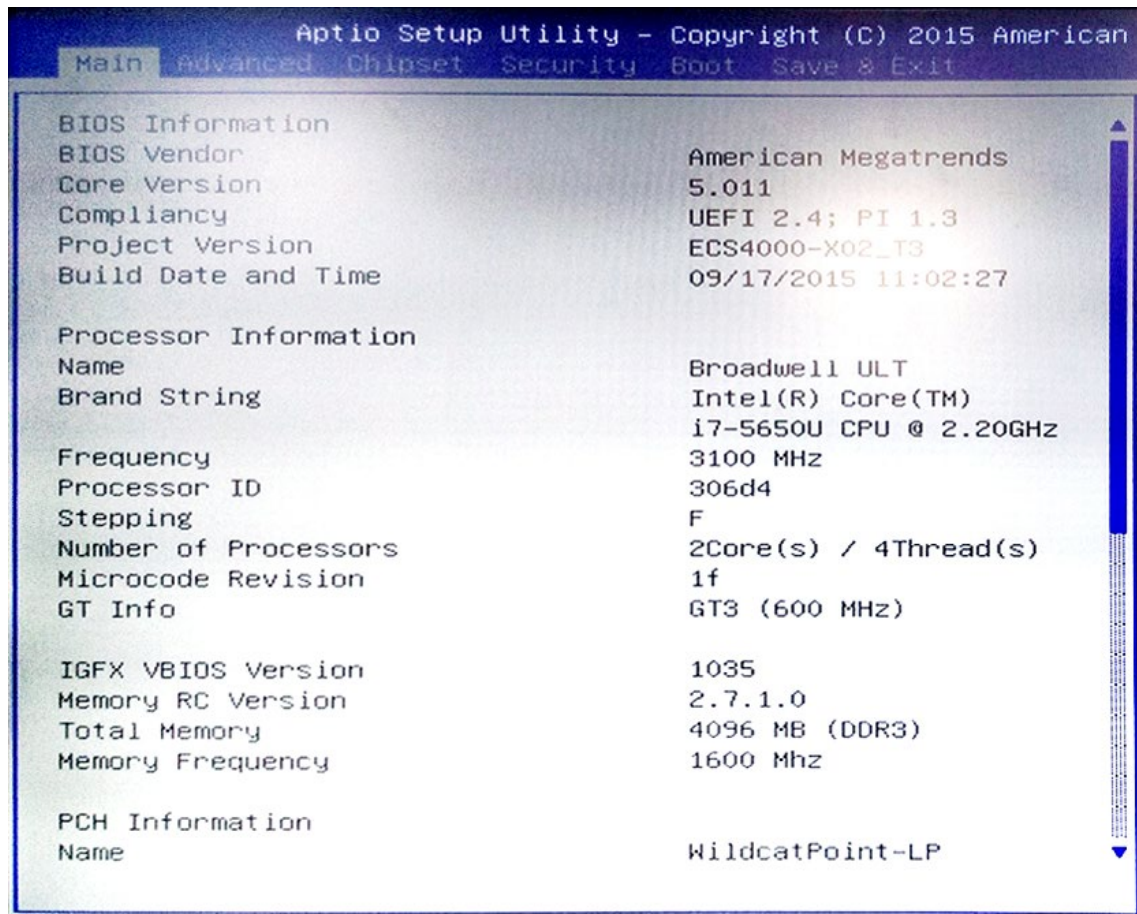 Aptio Setup Utility – Copyright (C) 2015 American
Main Advanced Chipset Security Boot Save & Exit
BIOS Information
BIOS Vendor American Megatrends
Core Version 5.011
Compliancy UEFI 2.4; PI 1.3
Project Version ECS4000-X02_T3
Build Date and Time 09/17/2015 11:02:27
Processor Information
Name Broadwell ULT
Brand String Intel(R) Core(TM)
i7-5650U CPU @ 2.20GHz
Frequency 3100 MHz
Processor ID 306d4
Stepping F
Number of Processors 2Core(s) / 4Thread(s)
Microcode Revision 1f
GT Info GT3 (600 MHz)
IGFX VBIOS Version 1035
Memory RC Version 2.7.1.0
Total Memory 4096 MB (DDR3)
Memory Frequency 1600 Mhz
PCH Information
Name WildcatPoint-LP